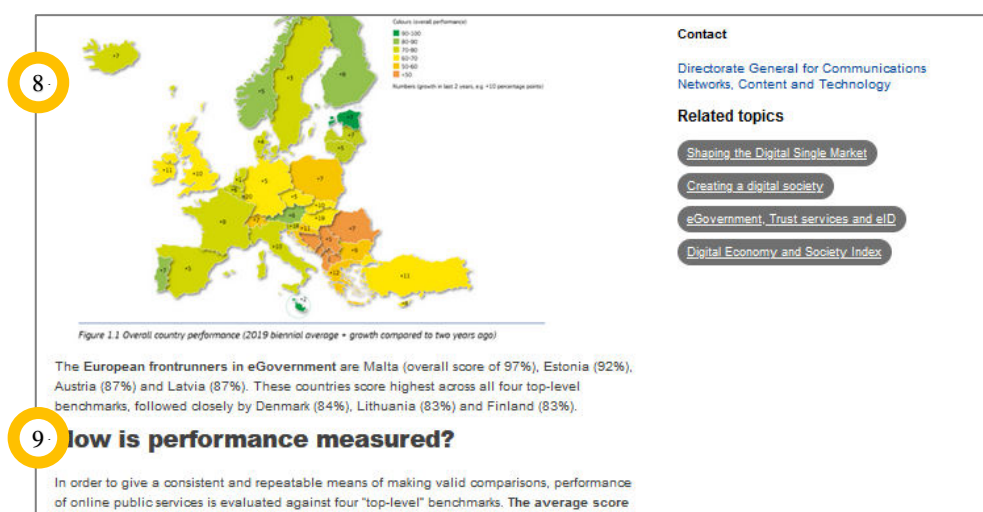 Colours (overall performance)
90-100
80-90
70-80
60-70
50-60
<50
Numbers (growth in last 2 years, e.g. +10 percentage points)
8
Figure 1.1 Overall country performance (2019 biennial average + growth compared to two years ago)
The European frontrunners in eGovernment are Malta (overall score of 97%), Estonia (92%),
Austria (87%) and Latvia (87%). These countries score highest across all four top-level
benchmarks, followed closely by Denmark (84%), Lithuania (83%) and Finland (83%).
9
How is performance measured?
In order to give a consistent and repeatable means of making valid comparisons, performance
of online public services is evaluated against four "top-level" benchmarks. The average score
Contact
Directorate General for Communications
Networks, Content and Technology
Related topics
Shaping the Digital Single Market
Creating a digital society
eGovernment, Trust services and eID
Digital Economy and Society Index